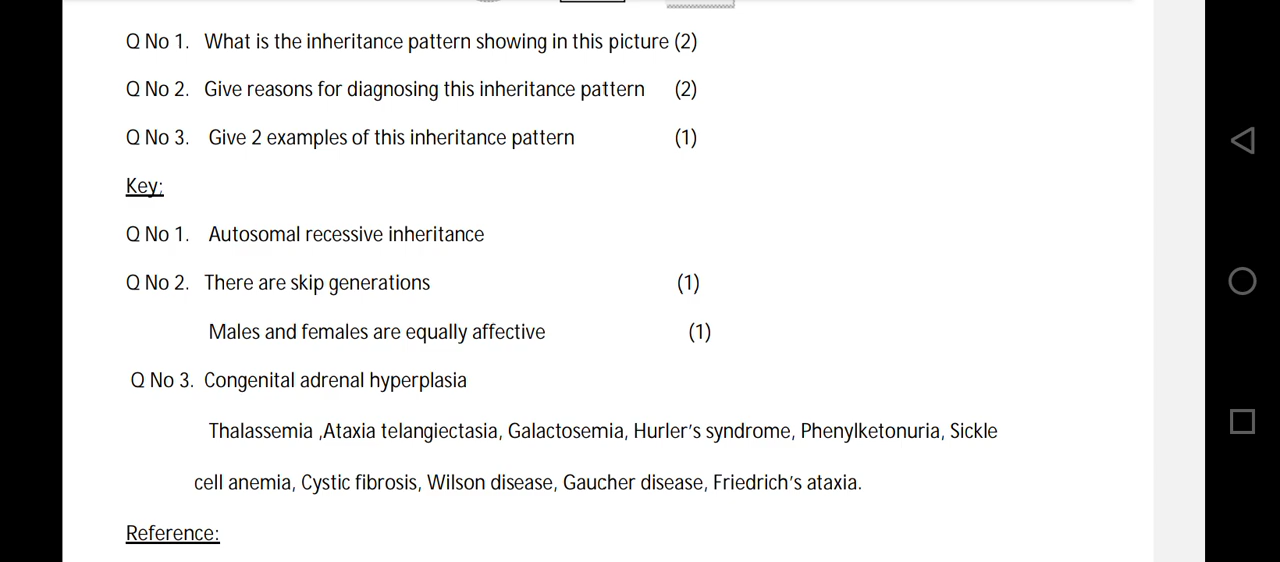 Q No 1. What is the inheritance pattern showing in this picture (2)
Q No 2. Give reasons for diagnosing this inheritance pattern (2)
Q No 3. Give 2 examples of this inheritance pattern (1)
Key:
Q No 1. Autosomal recessive inheritance
Q No 2. There are skip generations (1)
Males and females are equally affective (1)
Q No 3. Congenital adrenal hyperplasia
Thalassemia ,Ataxia telangiectasia, Galactosemia, Hurler's syndrome, Phenylketonuria, Sickle
cell anemia, Cystic fibrosis, Wilson disease, Gaucher disease, Friedrich's ataxia.
Reference: